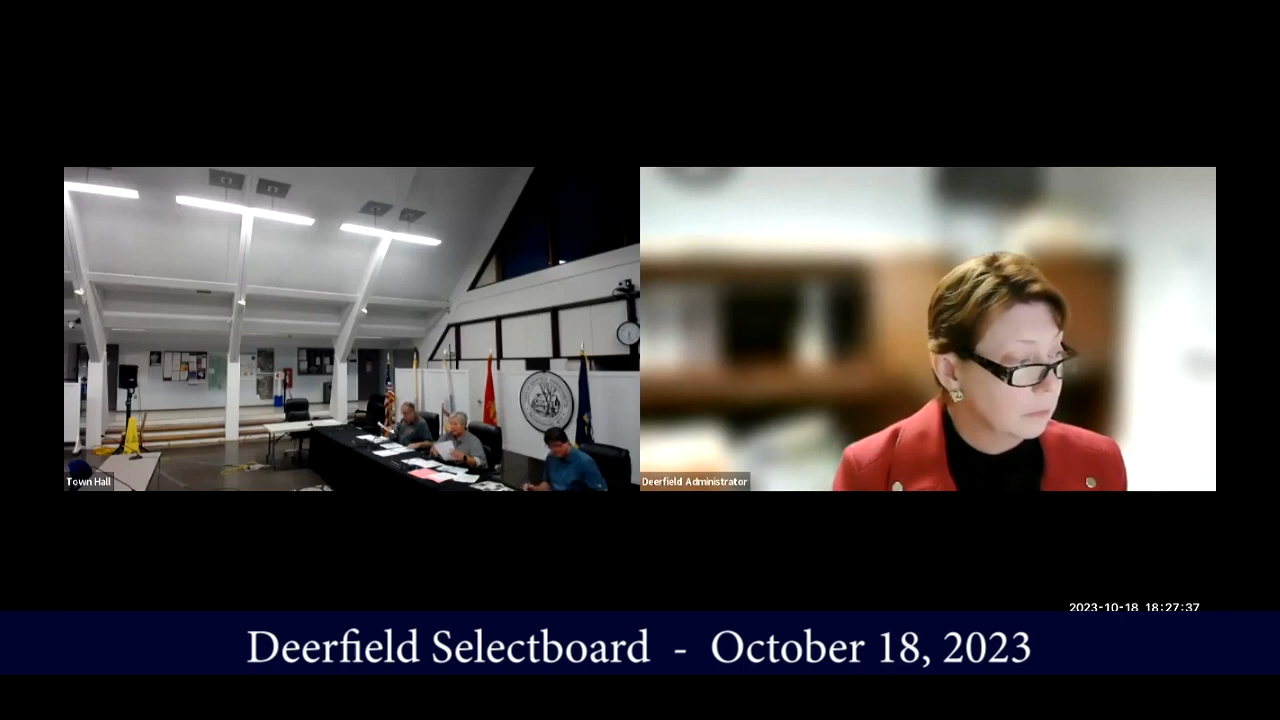 Town Hall
Deerfield Administrator
2023-10-18 18:27:37
Deerfield Selectboard - October 18, 2023